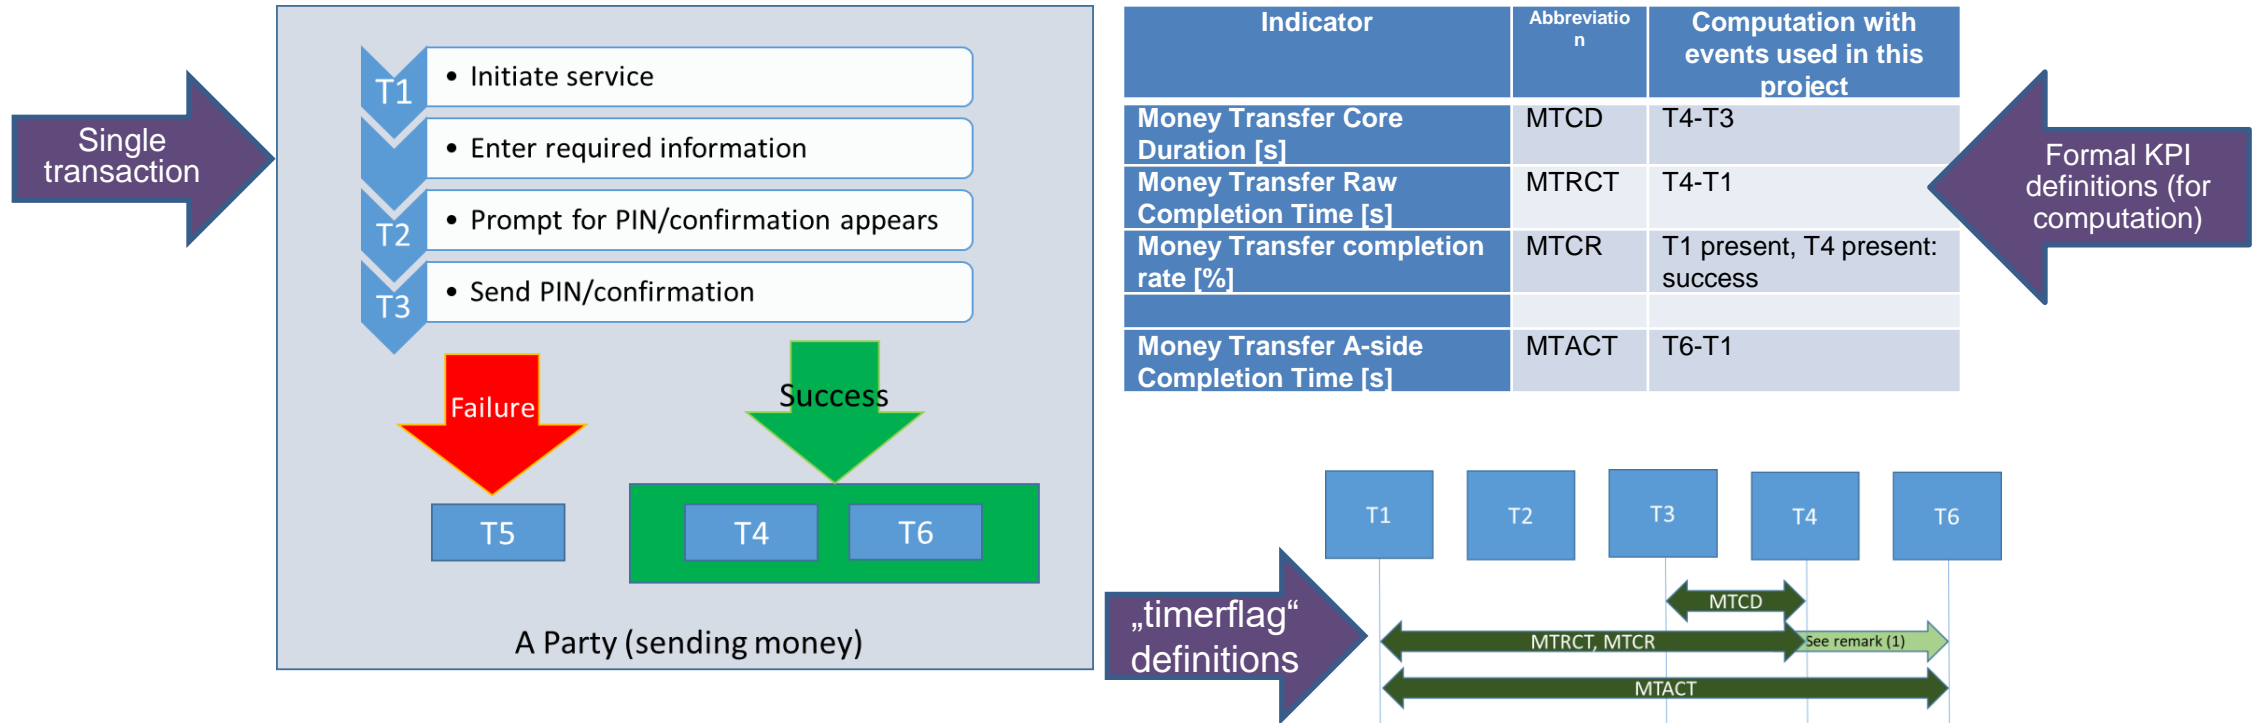 Single
transaction
T1
• Initiate service
• Enter required information
T2
• Prompt for PIN/confirmation appears
T3
• Send PIN/confirmation
Failure
Success
T5
T4
T6
A Party (sending money)
Indicator
Abbreviatio
n
Computation with
events used in this
project
Money Transfer Core
Duration [s]
MTCD
T4-T3
Money Transfer Raw
Completion Time [s]
MTRCT
T4-T1
Money Transfer completion
rate [%]
MTCR
T1 present, T4 present:
success
Money Transfer A-side
Completion Time [s]
MTACT
T6-T1
Formal KPI
definitions (for
computation)
„timerflag“
definitions
T1
T2
T3
T4
T6
MTCD
MTRCT, MTCR
See remark (1)
MTACT